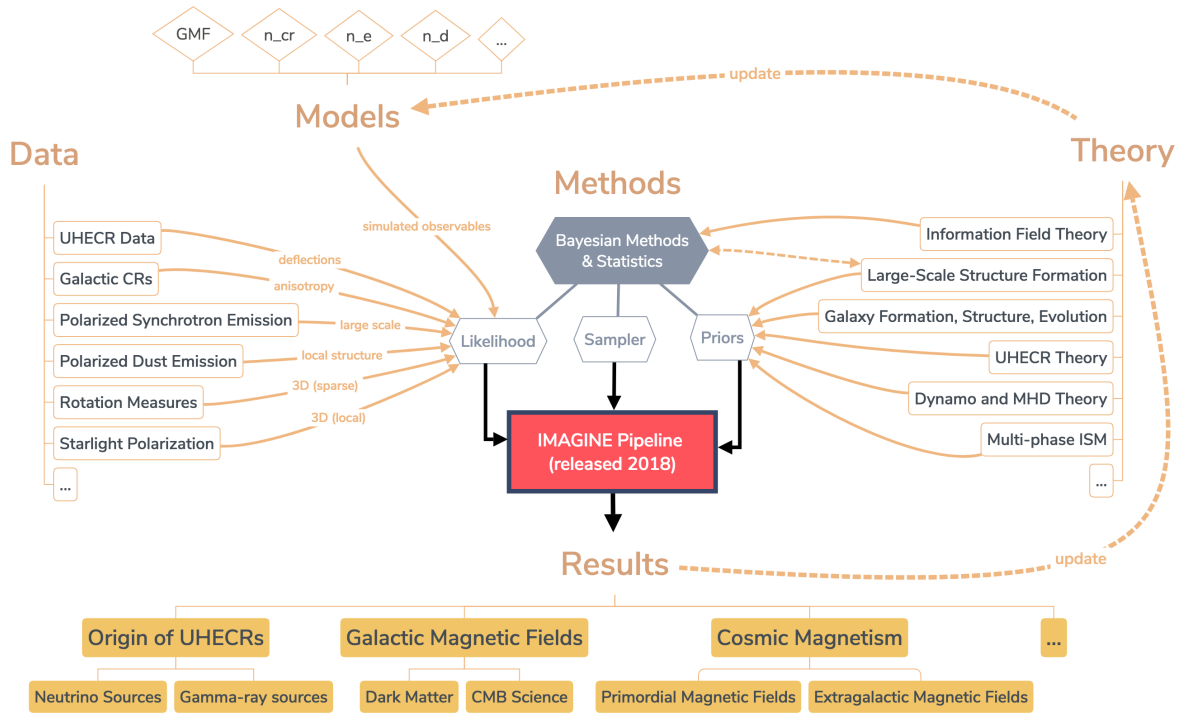 GMF
n_cr
n_e
n_d
...
update
Models
Data
Theory
Methods
simulated observables
UHECR Data
Galactic CRs
Polarized Synchrotron Emission
Polarized Dust Emission
Rotation Measures
Starlight Polarization
...
deflections
anisotropy
large scale
local structure
3D (sparse)
3D (local)
Bayesian Methods
& Statistics
Likelihood
Sampler
Priors
Information Field Theory
Large-Scale Structure Formation
Galaxy Formation, Structure, Evolution
UHECR Theory
Dynamo and MHD Theory
Multi-phase ISM
...
IMAGINE Pipeline
(released 2018)
Results
update
Origin of UHECRs
Galactic Magnetic Fields
Cosmic Magnetism
...
Neutrino Sources
Gamma-ray sources
Dark Matter
CMB Science
Primordial Magnetic Fields
Extragalactic Magnetic Fields